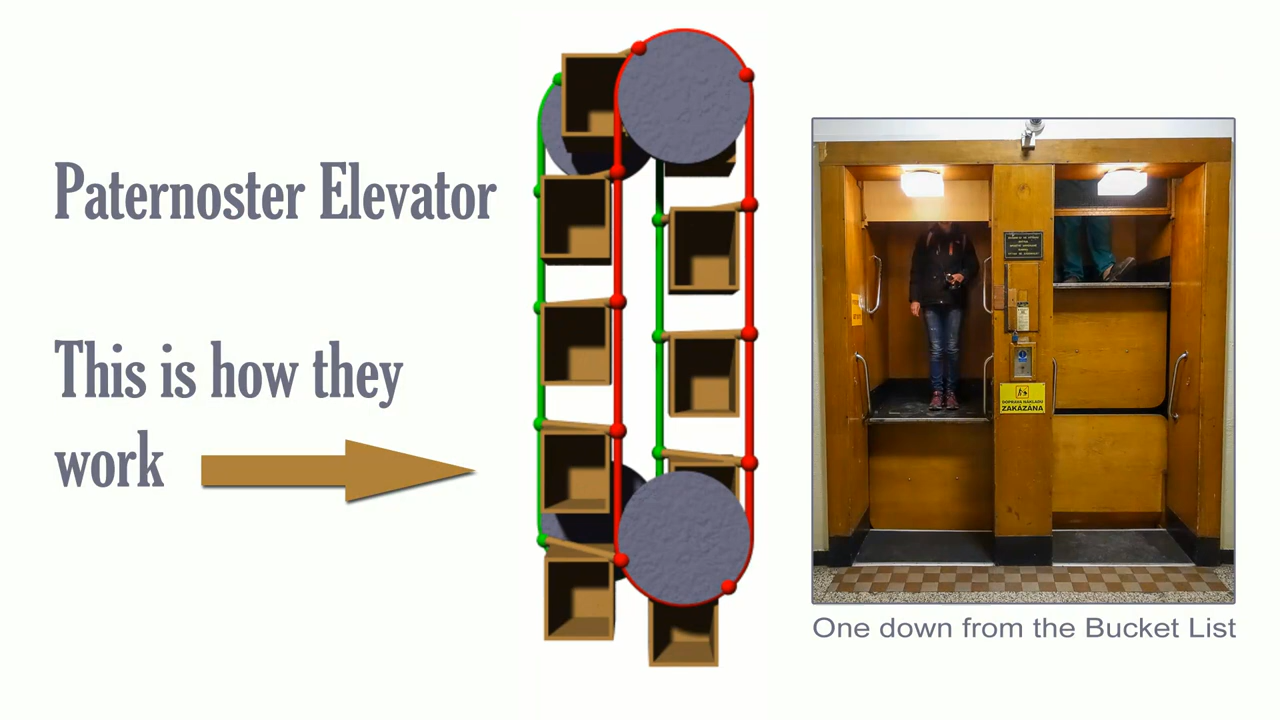 Paternoster Elevator
This is how they
work
DOPRAVA NÁKLADU
ZAKÁZÁNA
One down from the Bucket List